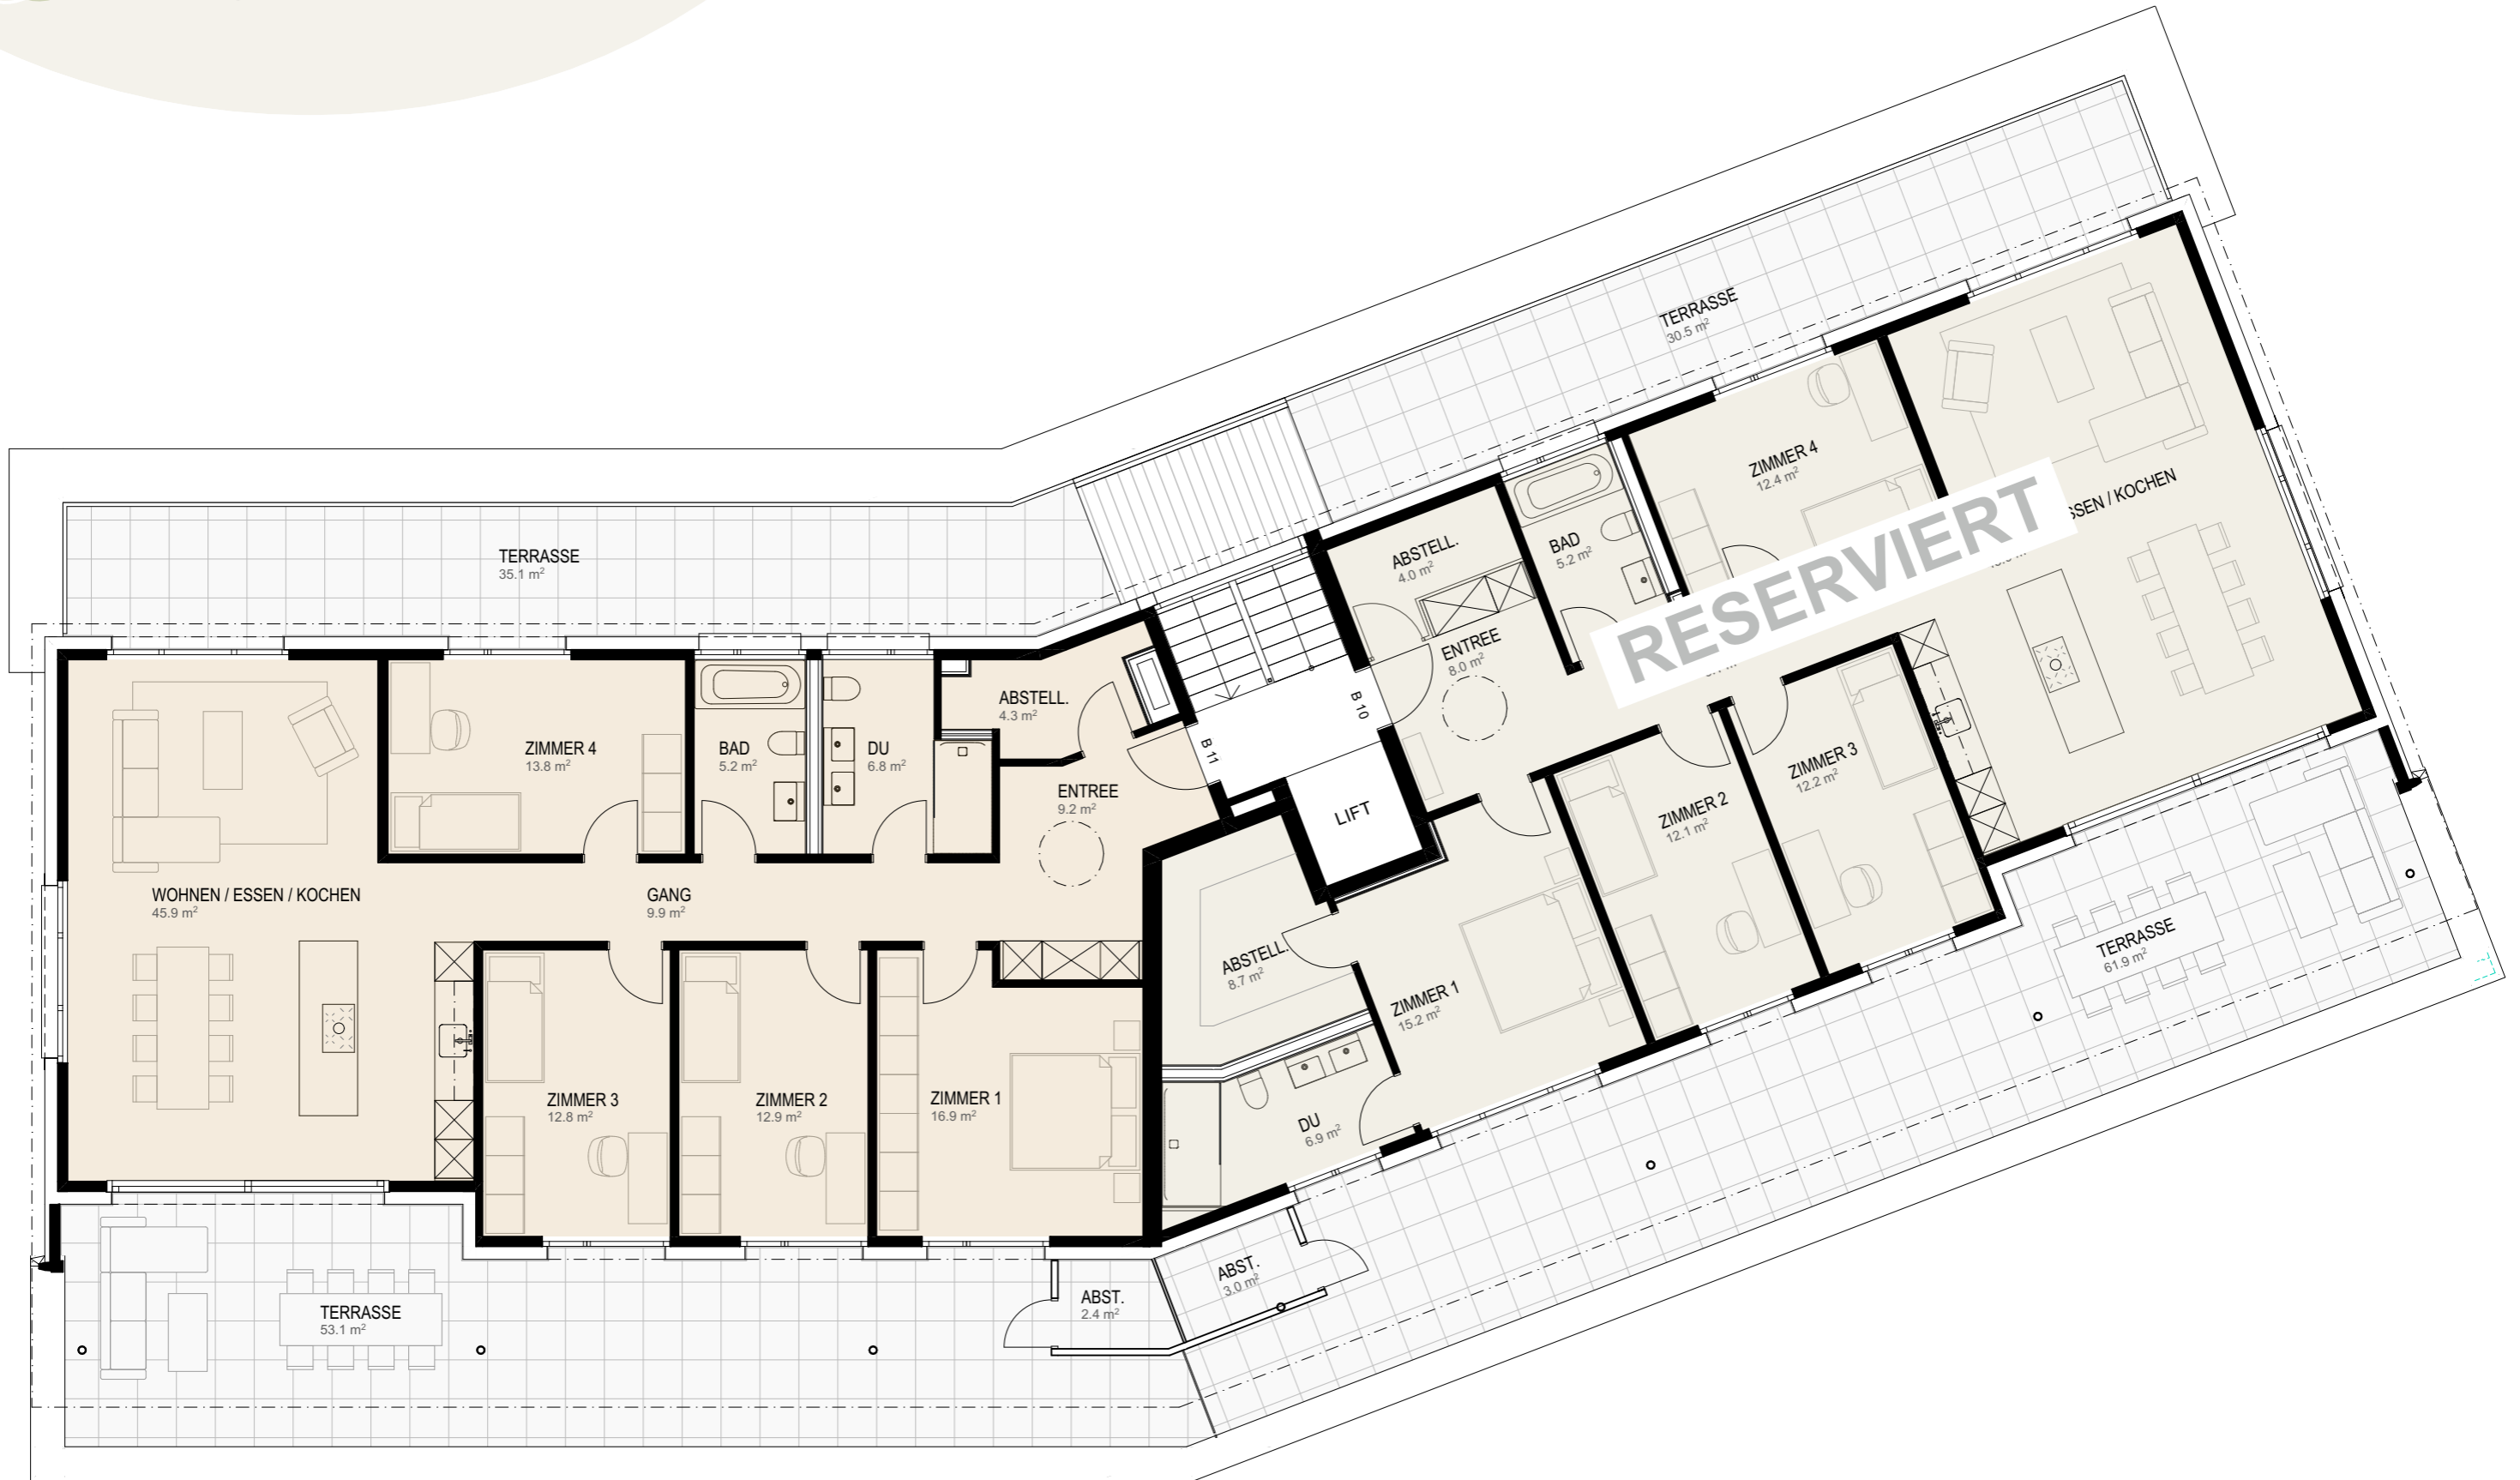 TERRASSE
30.5 m²
ZIMMER 4
12.4 m²
SSEN / KOCHEN
RESERVIERT
ABSTELL.
4.0 m²
BAD
5.2 m²
ENTREE
8.0 m²
TERRASSE
35.1 m²
ABSTELL.
4.3 m²
B 10
B 11
ZIMMER 4
13.8 m²
BAD
5.2 m²
DU
6.8 m²
ENTREE
9.2 m²
LIFT
ZIMMER 2
12.1 m²
ZIMMER 3
12.2 m²
WOHNEN / ESSEN / KOCHEN
45.9 m²
GANG
9.9 m²
ABSTELL.
8.7 m²
ZIMMER 1
15.2 m²
TERRASSE
61.9 m²
ZIMMER 3
12.8 m²
ZIMMER 2
12.9 m²
ZIMMER 1
16.9 m²
DU
6.9 m²
TERRASSE
53.1 m²
ABST.
2.4 m²
ABST.
3.0 m²